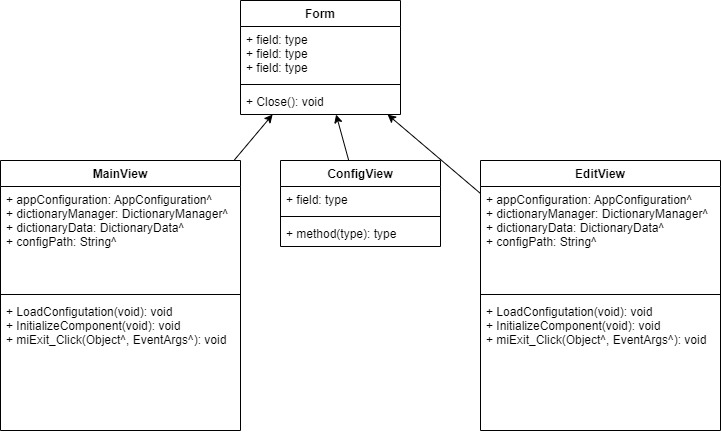 Form
+ field: type
+ field: type
+ field: type
+ Close(): void
MainView
+ appConfiguration: AppConfiguration^
+ dictionaryManager: DictionaryManager^
+ dictionaryData: DictionaryData^
+ configPath: String^
+ LoadConfigutation(void): void
+ InitializeComponent(void): void
+ miExit_Click(Object^, EventArgs^): void
ConfigView
+ field: type
+ method(type): type
EditView
+ appConfiguration: AppConfiguration^
+ dictionaryManager: DictionaryManager^
+ dictionaryData: DictionaryData^
+ configPath: String^
+ LoadConfigutation(void): void
+ InitializeComponent(void): void
+ miExit_Click(Object^, EventArgs^): void